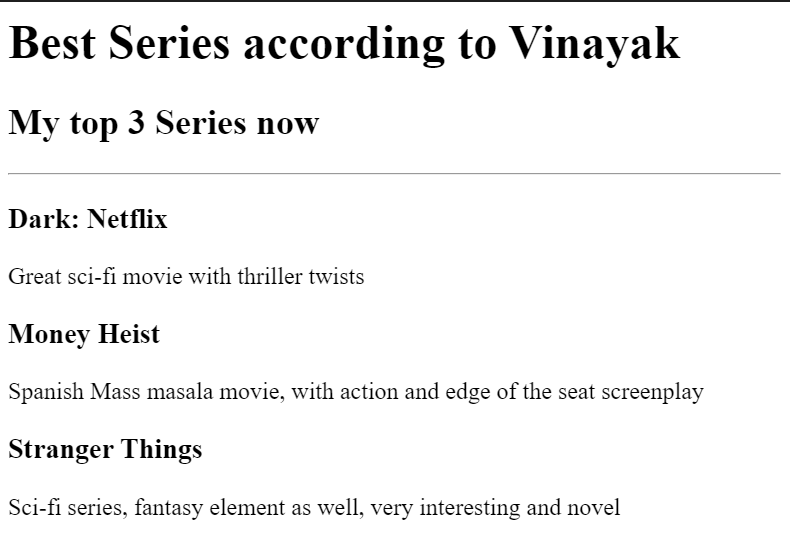 Best Series according to Vinayak
My top 3 Series now
Dark: Netflix
Great sci-fi movie with thriller twists
Money Heist
Spanish Mass masala movie, with action and edge of the seat screenplay
Stranger Things
Sci-fi series, fantasy element as well, very interesting and novel